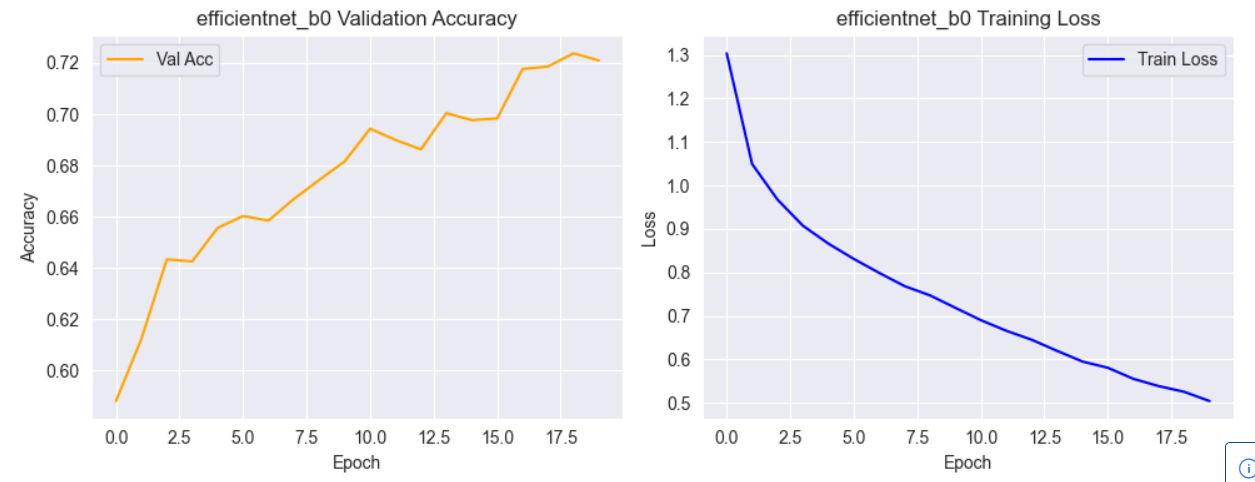 efficientnet_b0 Validation Accuracy
Val Acc
0.72
0.70
0.68
0.66
0.64
0.62
0.60
Accuracy
0.0 2.5 5.0 7.5 10.0 12.5 15.0 17.5
Epoch
efficientnet_b0 Training Loss
Train Loss
1.3
1.2
1.1
1.0
0.9
0.8
0.7
0.6
0.5
Loss
0.0 2.5 5.0 7.5 10.0 12.5 15.0 17.5
Epoch